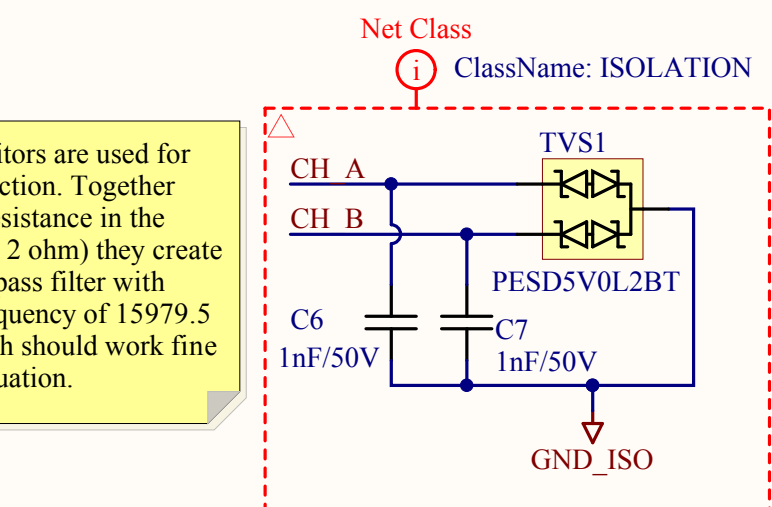 Net Class
i
ClassName: ISOLATION
itors are used for
ction. Together
esistance in the
2 ohm) they create
pass filter with
quency of 15979.5
h should work fine
uation.
TVS1
CH_A
CH_B
PESD5V0L2BT
C6
1nF/50V
C7
1nF/50V
GND_ISO